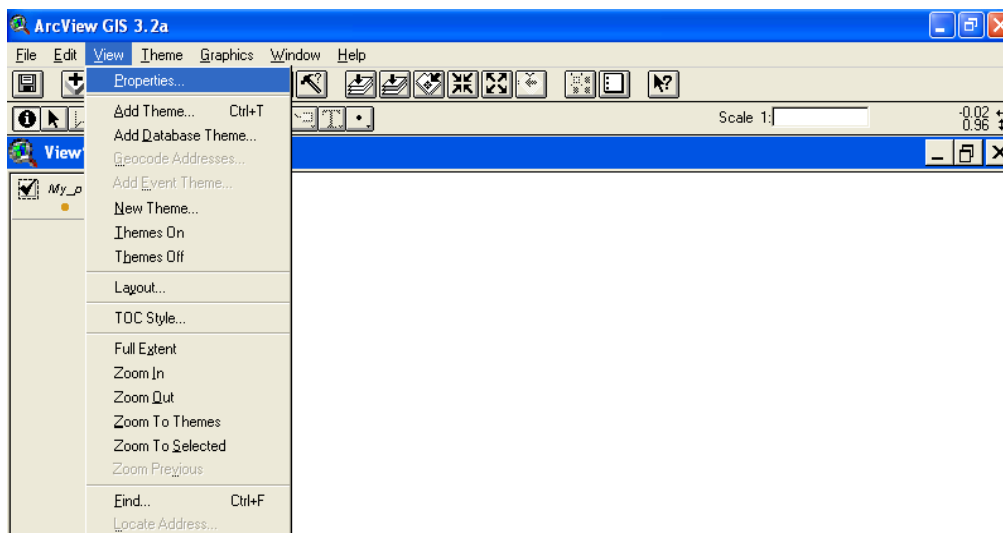 ArcView GIS 3.2a
File Edit View Theme Graphics Window Help
Properties...
Scale 1:
-0.02
0.96
View
My_p
Add Theme... Ctrl+T
Add Database Theme...
Geocode Addresses...
Add Event Theme...
New Theme...
Themes On
Themes Off
Layout...
TOC Style...
Full Extent
Zoom In
Zoom Out
Zoom To Themes
Zoom To Selected
Zoom Previous
Find... Ctrl+F
Locate Address...